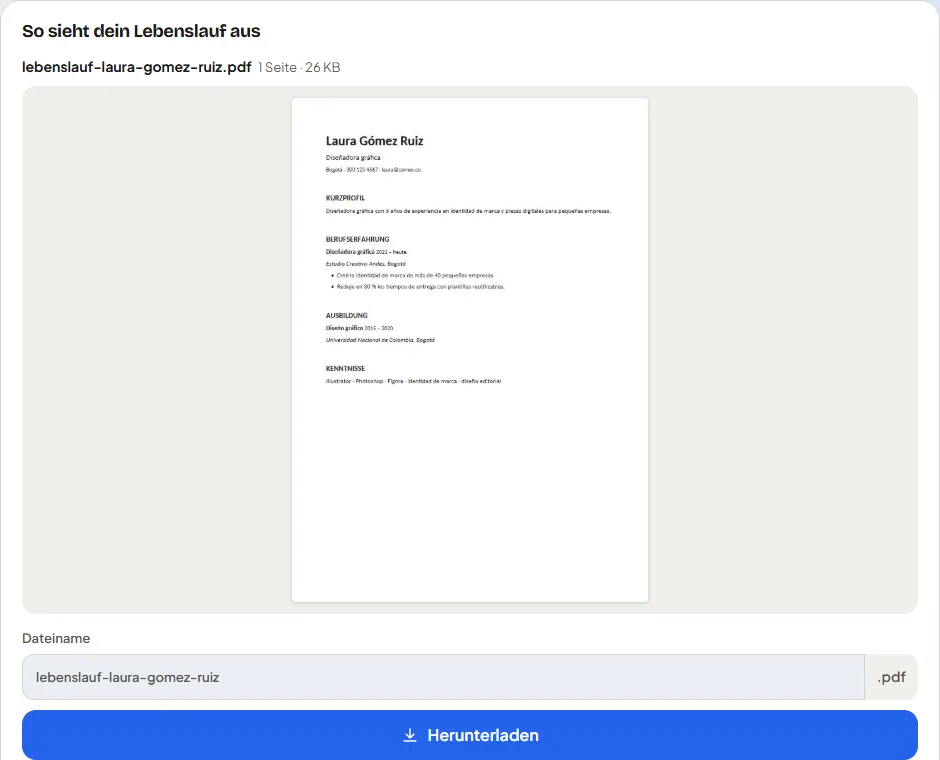 So sieht dein Lebenslauf aus
lebenslauf-laura-gomez-ruiz.pdf 1 Seite · 26 KB
Laura Gómez Ruiz
Diseñadora gráfica
Bogotá · 300 123 4567 · laura@correo.co
KURZPROFIL
Diseñadora gráfica con 6 años de experiencia en identidad de marca y piezas digitales para pequeñas empresas.
BERUFSERFAHRUNG
Diseñadora gráfica 2021 – heute
Estudio Creativo Andes, Bogotá
• Creé la identidad de marca de más de 40 pequeños empresas.
• Reduje en 30 % los tiempos de entrega con plantillas reutilizables.
AUSBILDUNG
Diseño gráfico 2015 – 2020
Universidad Nacional de Colombia, Bogotá
KENNTNISSE
Illustrator · Photoshop · Figma · Identidad de marca · diseño editorial
Dateiname
lebenslauf-laura-gomez-ruiz .pdf
Herunterladen